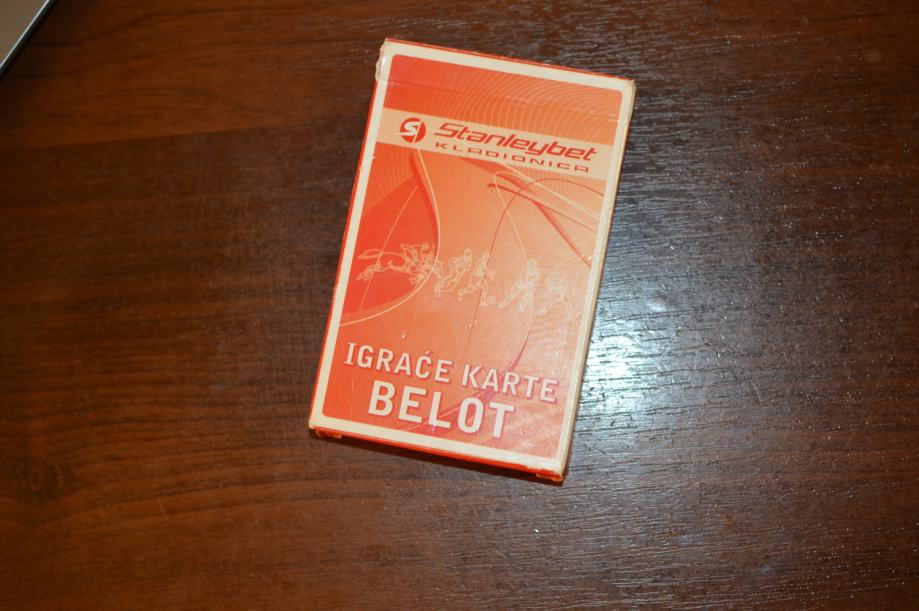 S Stanleybet
KLADIONICA
IGRAĆE KARTE
BELOT